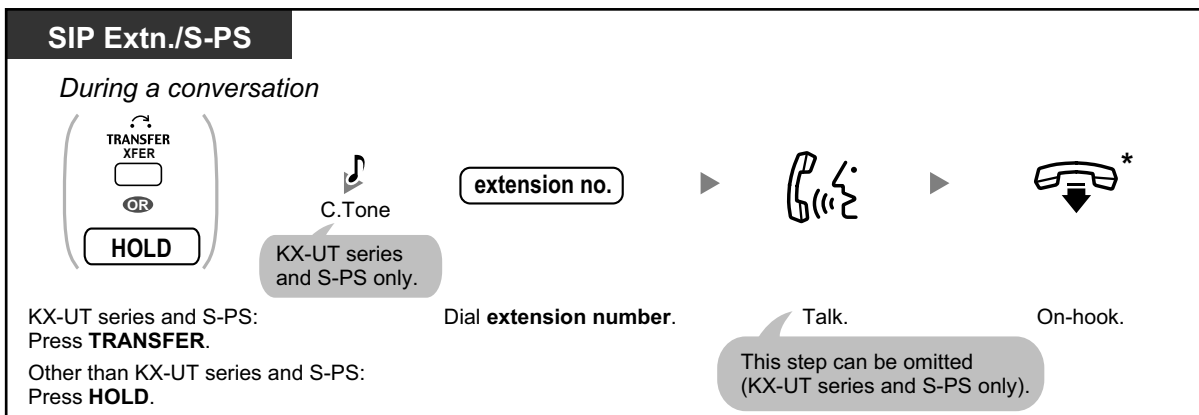 SIP Extn./S-PS
During a conversation
TRANSFER
XFER
OR
HOLD
C.Tone
KX-UT series
and S-PS only.
extension no.
*
KX-UT series and S-PS:
Press TRANSFER.
Other than KX-UT series and S-PS:
Press HOLD.
Dial extension number.
Talk.
This step can be omitted
(KX-UT series and S-PS only).
On-hook.